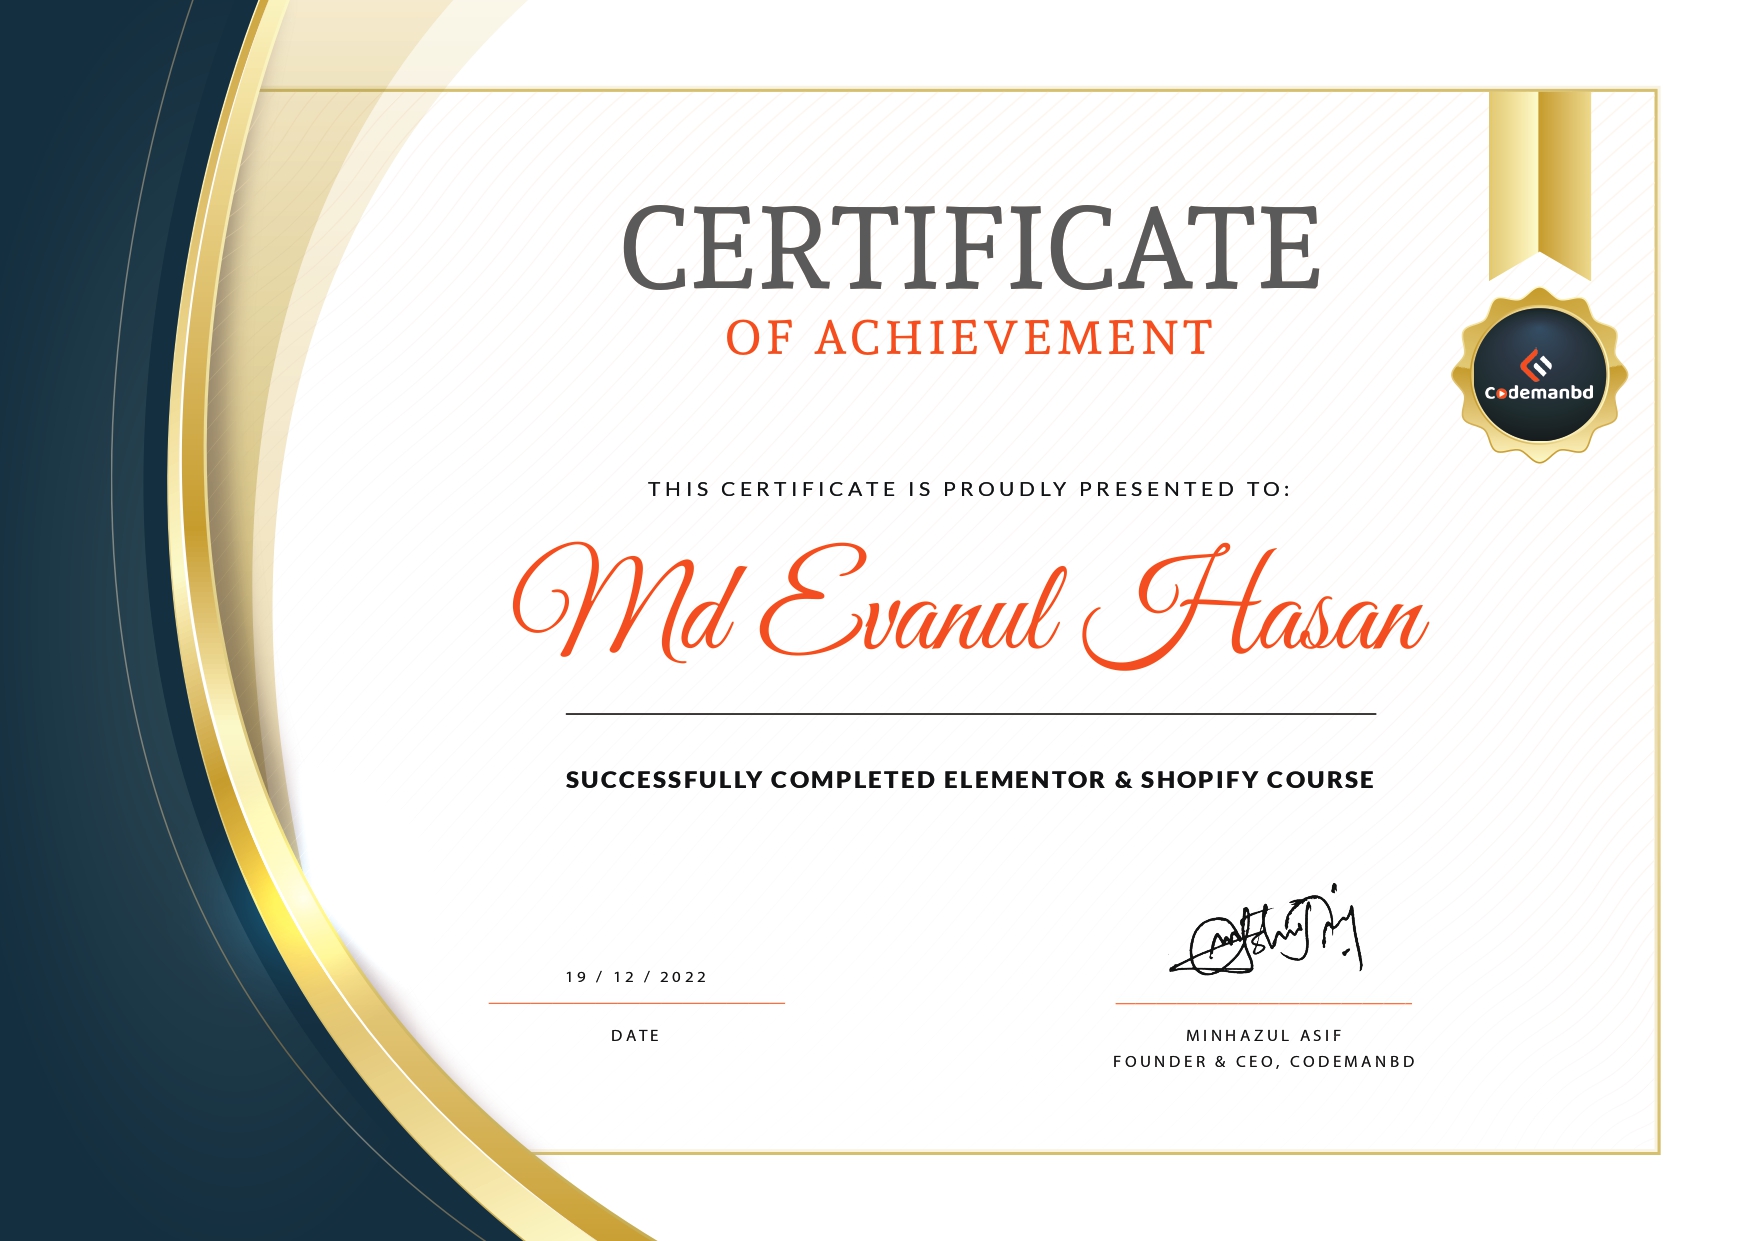 CERTIFICATE
OF ACHIEVEMENT
Codemanbd
THIS CERTIFICATE IS PROUDLY PRESENTED TO:
Md Evanul Hasan
SUCCESSFULLY COMPLETED ELEMENTOR & SHOPIFY COURSE
19 / 12 / 2022
DATE
MINHAZUL ASIF
FOUNDER & CEO, CODEMANBD